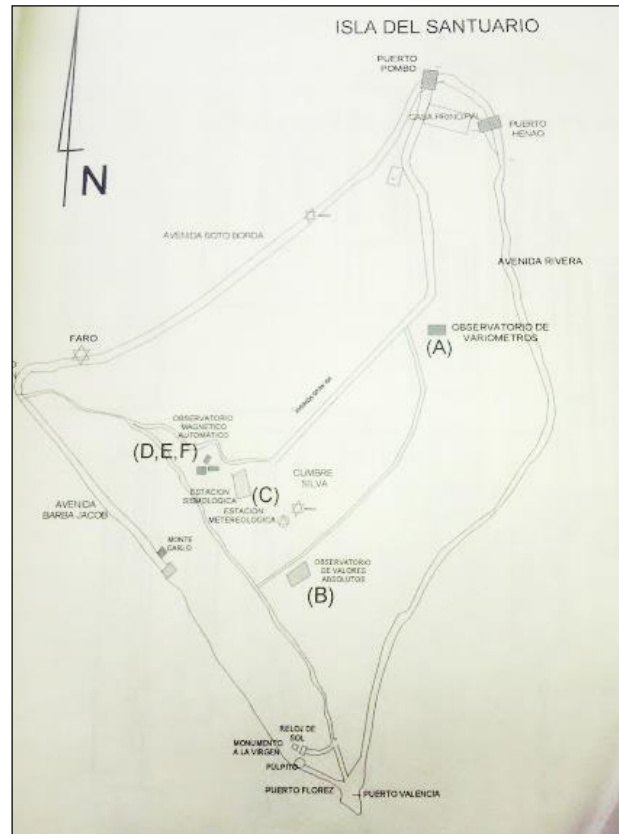 ISLA DEL SANTUARIO
PUERTO
POMBO
CASA PRINCIPAL
PUERTO
HENAO
N
AVENIDA SOTO BORDA
AVENIDA RIVERA
FARO
OBSERVATORIO DE
VARIOMETROS
(A)
OBSERVATORIO
MAGNETICO
AUTOMÁTICO
(D,E,F)
ESTACION
SISMOLOGICA
(C)
CUMBRE
SILVA
ESTACION
METEREOLOGICA
AVENIDA
BARBA JACOB
MONTE
CARLO
OBSERVATORIO
DE VALORES
ABSOLUTOS
(B)
RELOJ DE
SOL
MONUMENTO
A LA VIRGEN
PULPITO
PUERTO FLOREZ
PUERTO VALENCIA